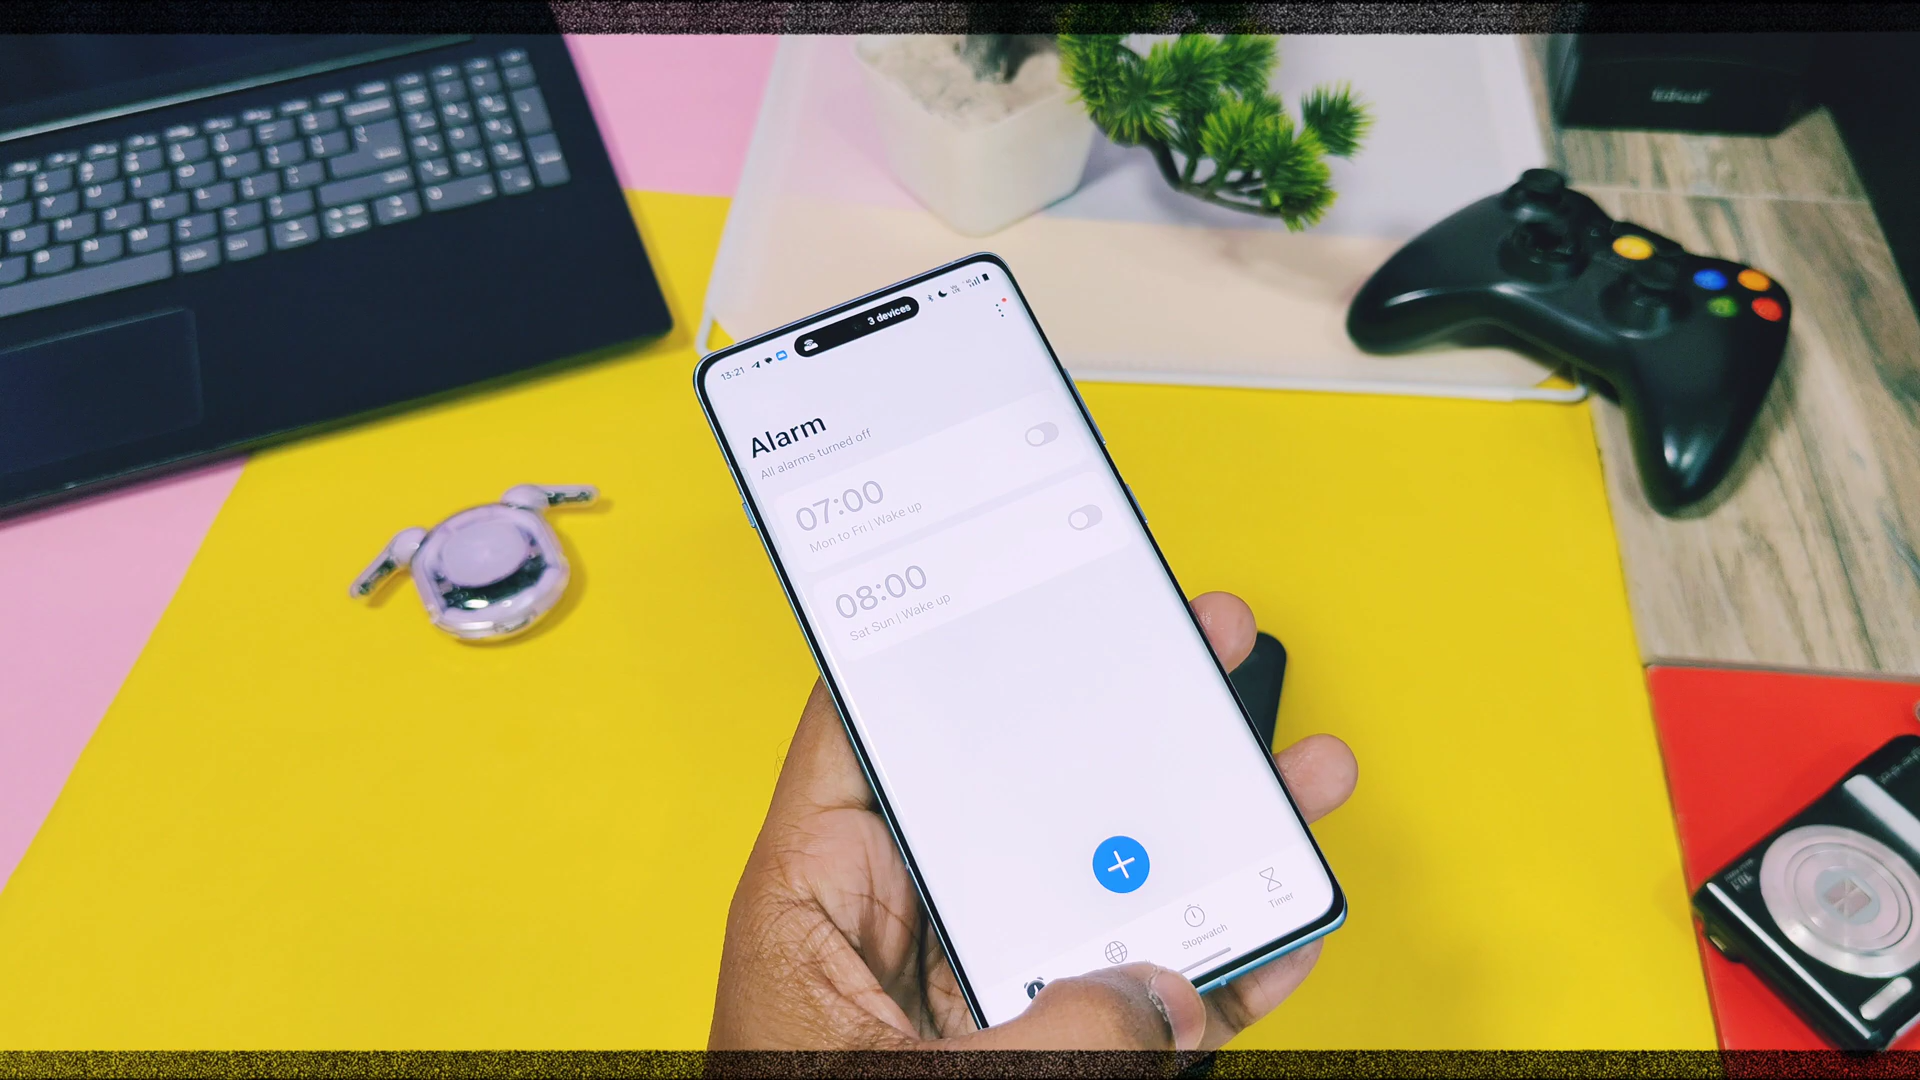 13:21
3 devices
Alarm
All alarms turned off
07:00
Mon to Fri | Wake up
08:00
Sat Sun | Wake up
Stopwatch
Timer